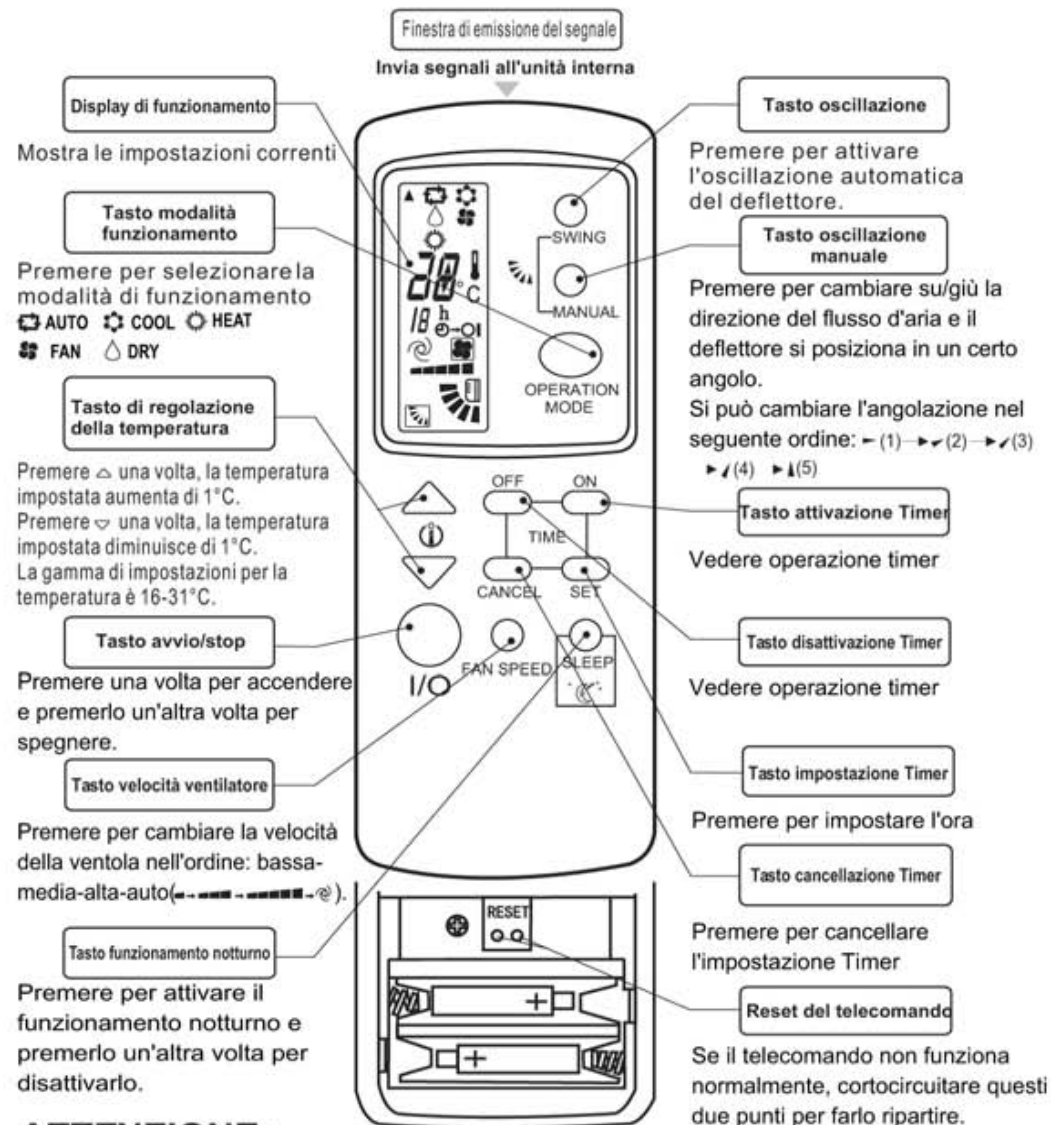 Finestra di emissione del segnale
Invia segnali all'unità interna
Display di funzionamento
Mostra le impostazioni correnti
Tasto modalità
funzionamento
Premere per selezionare la
modalità di funzionamento
AUTO COOL HEAT
FAN DRY
Tasto di regolazione
della temperatura
Premere una volta, la temperatura
impostata aumenta di 1°C.
Premere una volta, la temperatura
impostata diminuisce di 1°C.
La gamma di impostazioni per la
temperatura è 16-31°C.
Tasto avvio/stop
Premere una volta per accendere
e premerlo un'altra volta per
spegnere.
Tasto velocità ventilatore
Premere per cambiare la velocità
della ventola nell'ordine: bassa-
media-alta-auto( - - - ).
Tasto funzionamento notturno
Premere per attivare il
funzionamento notturno e
premerlo un'altra volta per
disattivarlo.
28°C
18 h
SWING
MANUAL
OPERATION
MODE
OFF ON
TIME
CANCEL SET
FAN SPEED SLEEP
I/O
RESET
+
+
Tasto oscillazione
Premere per attivare
l'oscillazione automatica
del deflettore.
Tasto oscillazione
manuale
Premere per cambiare su/giù la
direzione del flusso d'aria e il
deflettore si posiziona in un certo
angolo.
Si può cambiare l'angolazione nel
seguente ordine: (1) (2) (3)
(4) (5)
Tasto attivazione Timer
Vedere operazione timer
Tasto disattivazione Timer
Vedere operazione timer
Tasto impostazione Timer
Premere per impostare l'ora
Tasto cancellazione Timer
Premere per cancellare
l'impostazione Timer
Reset del telecomando
Se il telecomando non funziona
normalmente, cortocircuitare questi
due punti per farlo ripartire.